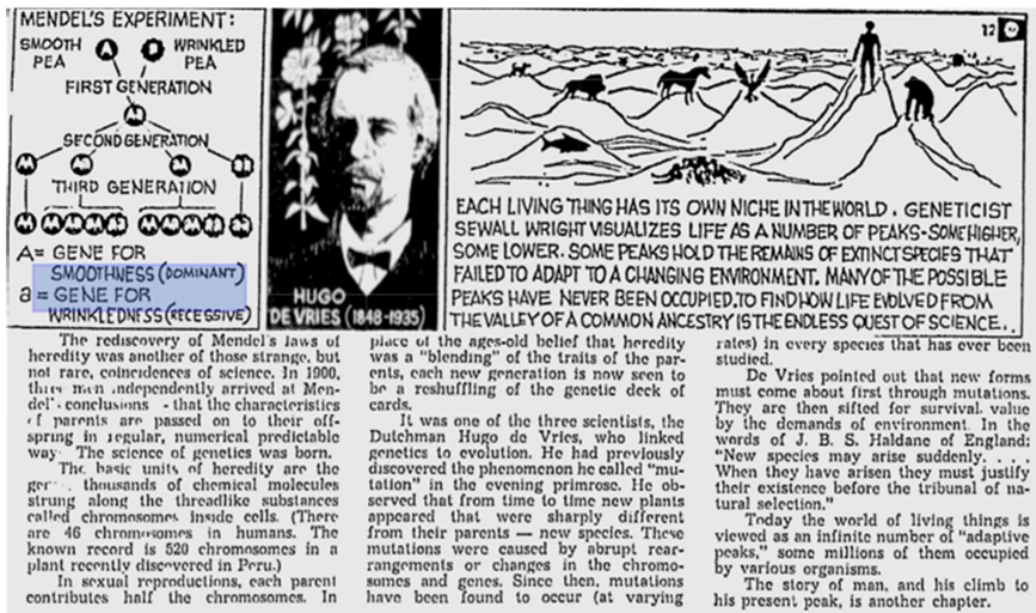 MENDEL'S EXPERIMENT:
SMOOTH PEA
A
B
WRINKLED PEA
FIRST GENERATION
SECOND GENERATION
THIRD GENERATION
A = GENE FOR
SMOOTHNESS (DOMINANT)
B = GENE FOR
WRINKLEDNESS (RECESSIVE)
HUGO
DE VRIES (1848-1935)
12
EACH LIVING THING HAS ITS OWN NICHE IN THE WORLD. GENETICIST
SEWALL WRIGHT VISUALIZES LIFE AS A NUMBER OF PEAKS-SOME HIGHER,
SOME LOWER. SOME PEAKS HOLD THE REMAINS OF EXTINCT SPECIES THAT
FAILED TO ADAPT TO A CHANGING ENVIRONMENT. MANY OF THE POSSIBLE
PEAKS HAVE NEVER BEEN OCCUPIED. TO FIND HOW LIFE EVOLVED FROM
THE VALLEY OF A COMMON ANCESTRY IS THE ENDLESS QUEST OF SCIENCE..
The rediscovery of Mendel's laws of
heredity was another of those strange, but
not rare, coincidences of science. In 1900,
three men independently arrived at Men-
del's conclusions - that the characteristics
of parents are passed on to their off-
spring in regular, numerical predictable
way. The science of genetics was born.
The basic units of heredity are the
thousands of chemical molecules
strung along the threadlike substances
called chromosomes inside cells. (There
are 46 chromosomes in humans. The
known record is 520 chromosomes in a
plant recently discovered in Peru.)
In sexual reproductions, each parent
contributes half the chromosomes. In
place of the ages-old belief that heredity
was a "blending" of the traits of the par-
ents, each new generation is now seen to
be a reshuffling of the genetic deck of
cards.
It was one of the three scientists, the
Dutchman Hugo de Vries, who linked
genetics to evolution. He had previously
discovered the phenomenon he called "mu-
tation" in the evening primrose. He ob-
served that from time to time new plants
appeared that were sharply different
from their parents — new species. These
mutations were caused by abrupt rear-
rangements or changes in the chromo-
somes and genes. Since then, mutations
have been found to occur (at varying
rates) in every species that has ever been
studied.
De Vries pointed out that new forms
must come about first through mutations.
They are then sifted for survival value
by the demands of environment. In the
words of J. B. S. Haldane of England:
"New species may arise suddenly. . . .
When they have arisen they must justify
their existence before the tribunal of na-
tural selection."
Today the world of living things is
viewed as an infinite number of "adaptive
peaks," some millions of them occupied
by various organisms.
The story of man, and his climb to
his present peak, is another chapter.